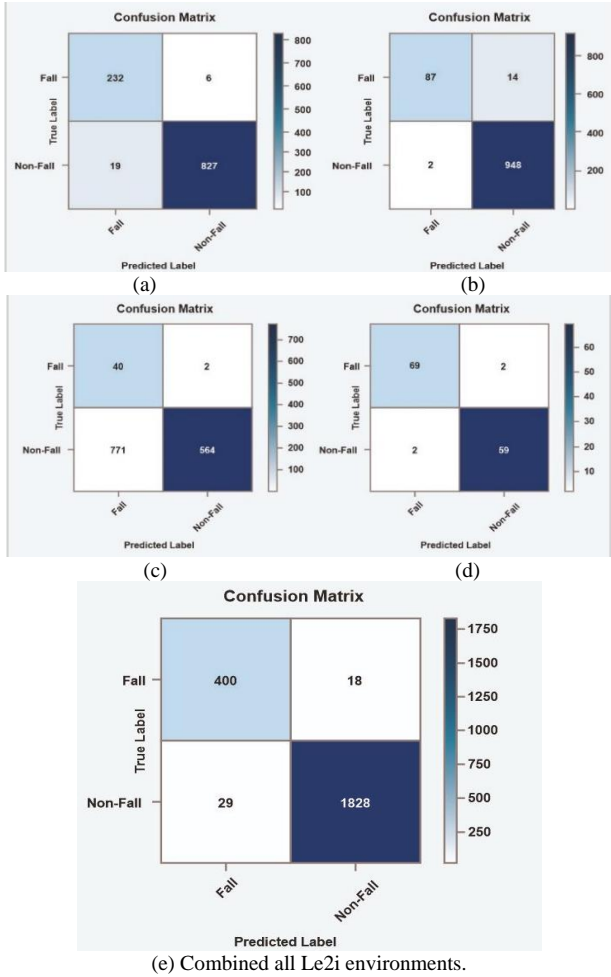 Confusion Matrix
Fall
Non-Fall
True Label
232
6
19
827
800
700
600
500
400
300
200
100
Fall
Non-Fall
Predicted Label
(a)
Confusion Matrix
Fall
Non-Fall
True Label
87
14
2
948
800
600
400
200
Fall
Non-Fall
Predicted Label
(b)
Confusion Matrix
Fall
Non-Fall
True Label
40
2
771
564
700
600
500
400
300
200
100
Fall
Non-Fall
Predicted Label
(c)
Confusion Matrix
Fall
Non-Fall
True Label
69
2
2
59
60
50
40
30
20
10
Fall
Non-Fall
Predicted Label
(d)
Confusion Matrix
Fall
Non-Fall
True Label
400
18
29
1828
1750
1500
1250
1000
750
500
250
Fall
Non-Fall
Predicted Label
(e) Combined all Le2i environments.